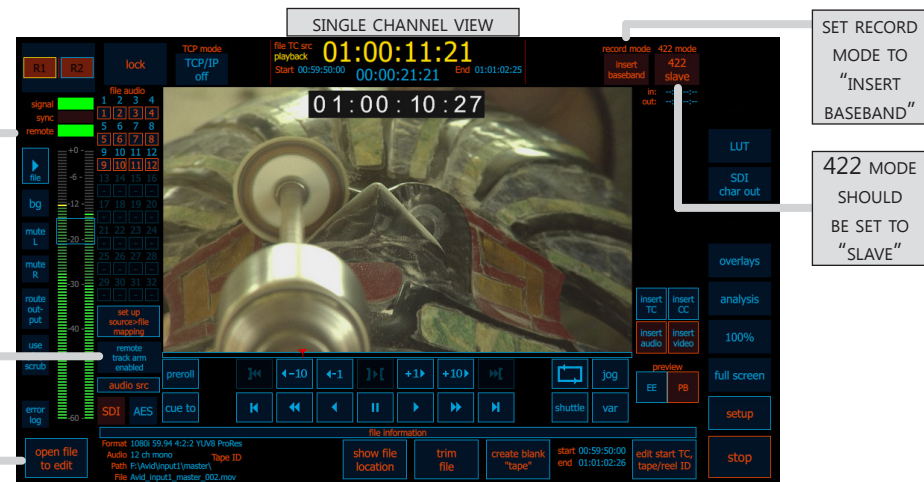 SINGLE CHANNEL VIEW
SET RECORD
MODE TO
"INSERT
BASEBAND"
422 MODE
SHOULD
BE SET TO
"SLAVE"
R1 R2
lock
TCP mode
TCP/IP
off
file TC src
playback
01:00:11:21
Start 00:59:50:00
00:00:21:21
End 01:01:02:25
record mode
insert
baseband
422 mode
422
slave
in: --:--:--:--
out: --:--:--:--
signal
sync
remote
file audio
1 2 3 4
1 2 3 4
5 6 7 8
5 6 7 8
9 10 11 12
9 10 11 12
13 14 15 16
- - - -
17 18 19 20
- - - -
21 22 23 24
- - - -
25 26 27 28
- - - -
29 30 31 32
- - - -
+0
-6
-12
-20
-30
-40
-60
file
bg
mute
L
mute
R
route
out-
put
use
scrub
error
log
01:00:10:27
LUT
SDI
char out
overlays
analysis
100%
full screen
setup
stop
insert
TC
insert
CC
insert
audio
insert
video
preview
EE
PB
set up
source>file
mapping
remote
track arm
enabled
audio src
SDI
AES
preroll
-10
-1
+1
+10
jog
cue to
shuttle
var
open file
to edit
file information
Format 1080i 59.94 4:2:2 YUV8 ProRes
Audio 12 ch mono
Tape ID
Path F:\Avid\input1\master\
File Avid_input1_master_002.mov
show file
location
trim
file
create blank
"tape"
start 00:59:50:00
end 01:01:02:26
edit start TC,
tape/reel ID